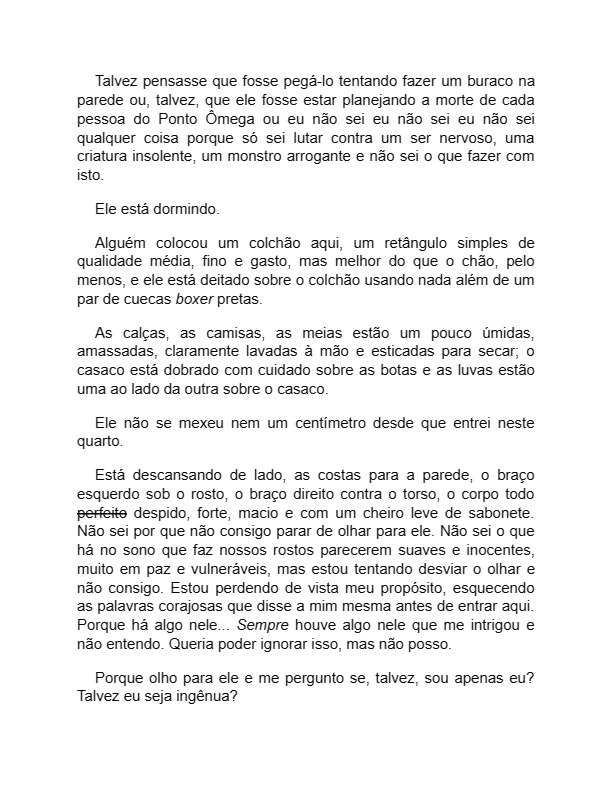 Talvez pensasse que fosse pegá-lo tentando fazer um buraco na
parede ou, talvez, que ele fosse estar planejando a morte de cada
pessoa do Ponto Ômega ou eu não sei eu não sei eu não sei
qualquer coisa porque só sei lutar contra um ser nervoso, uma
criatura insolente, um monstro arrogante e não sei o que fazer com
isto.
Ele está dormindo.
Alguém colocou um colchão aqui, um retângulo simples de
qualidade média, fino e gasto, mas melhor do que o chão, pelo
menos, e ele está deitado sobre o colchão usando nada além de um
par de cuecas boxer pretas.
As calças, as camisas, as meias estão um pouco úmidas,
amassadas, claramente lavadas à mão e esticadas para secar; o
casaco está dobrado com cuidado sobre as botas e as luvas estão
uma ao lado da outra sobre o casaco.
Ele não se mexeu nem um centímetro desde que entrei neste
quarto.
Está descansando de lado, as costas para a parede, o braço
esquerdo sob o rosto, o braço direito contra o torso, o corpo todo
perfeito despido, forte, macio e com um cheiro leve de sabonete.
Não sei por que não consigo parar de olhar para ele. Não sei o que
há no sono que faz nossos rostos parecerem suaves e inocentes,
muito em paz e vulneráveis, mas estou tentando desviar o olhar e
não consigo. Estou perdendo de vista meu propósito, esquecendo
as palavras corajosas que disse a mim mesma antes de entrar aqui.
Porque há algo nele... Sempre houve algo nele que me intrigou e
não entendo. Queria poder ignorar isso, mas não posso.
Porque olho para ele e me pergunto se, talvez, sou apenas eu?
Talvez eu seja ingênua?